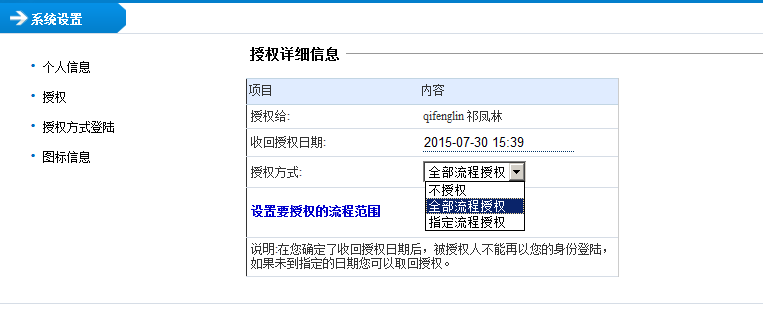 系统设置
个人信息
授权
授权方式登陆
图标信息
授权详细信息
项目 内容
授权给: qifenglin 祁凤林
收回授权日期: 2015-07-30 15:39
授权方式: 全部流程授权
不授权
全部流程授权
指定流程授权
设置要授权的流程范围
说明:在您确定了收回授权日期后，被授权人不能再以您的身份登陆，
如果未到指定的日期您可以取回授权。